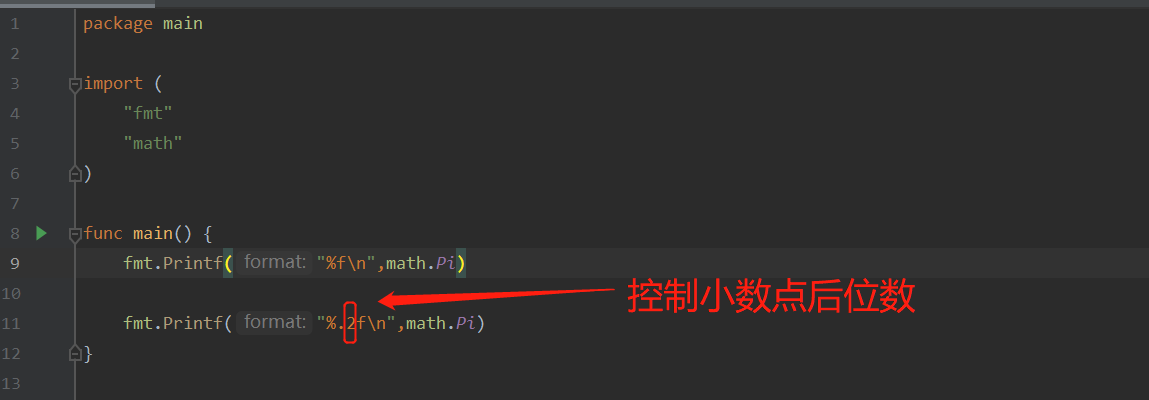 1 package main
2
3 import (
4 "fmt"
5 "math"
6 )
7
8 func main() {
9 fmt.Printf( format: "%f\n",math.Pi)
控制小数点后位数
10
11 fmt.Printf( format: "%.2f\n",math.Pi)
12 }
13